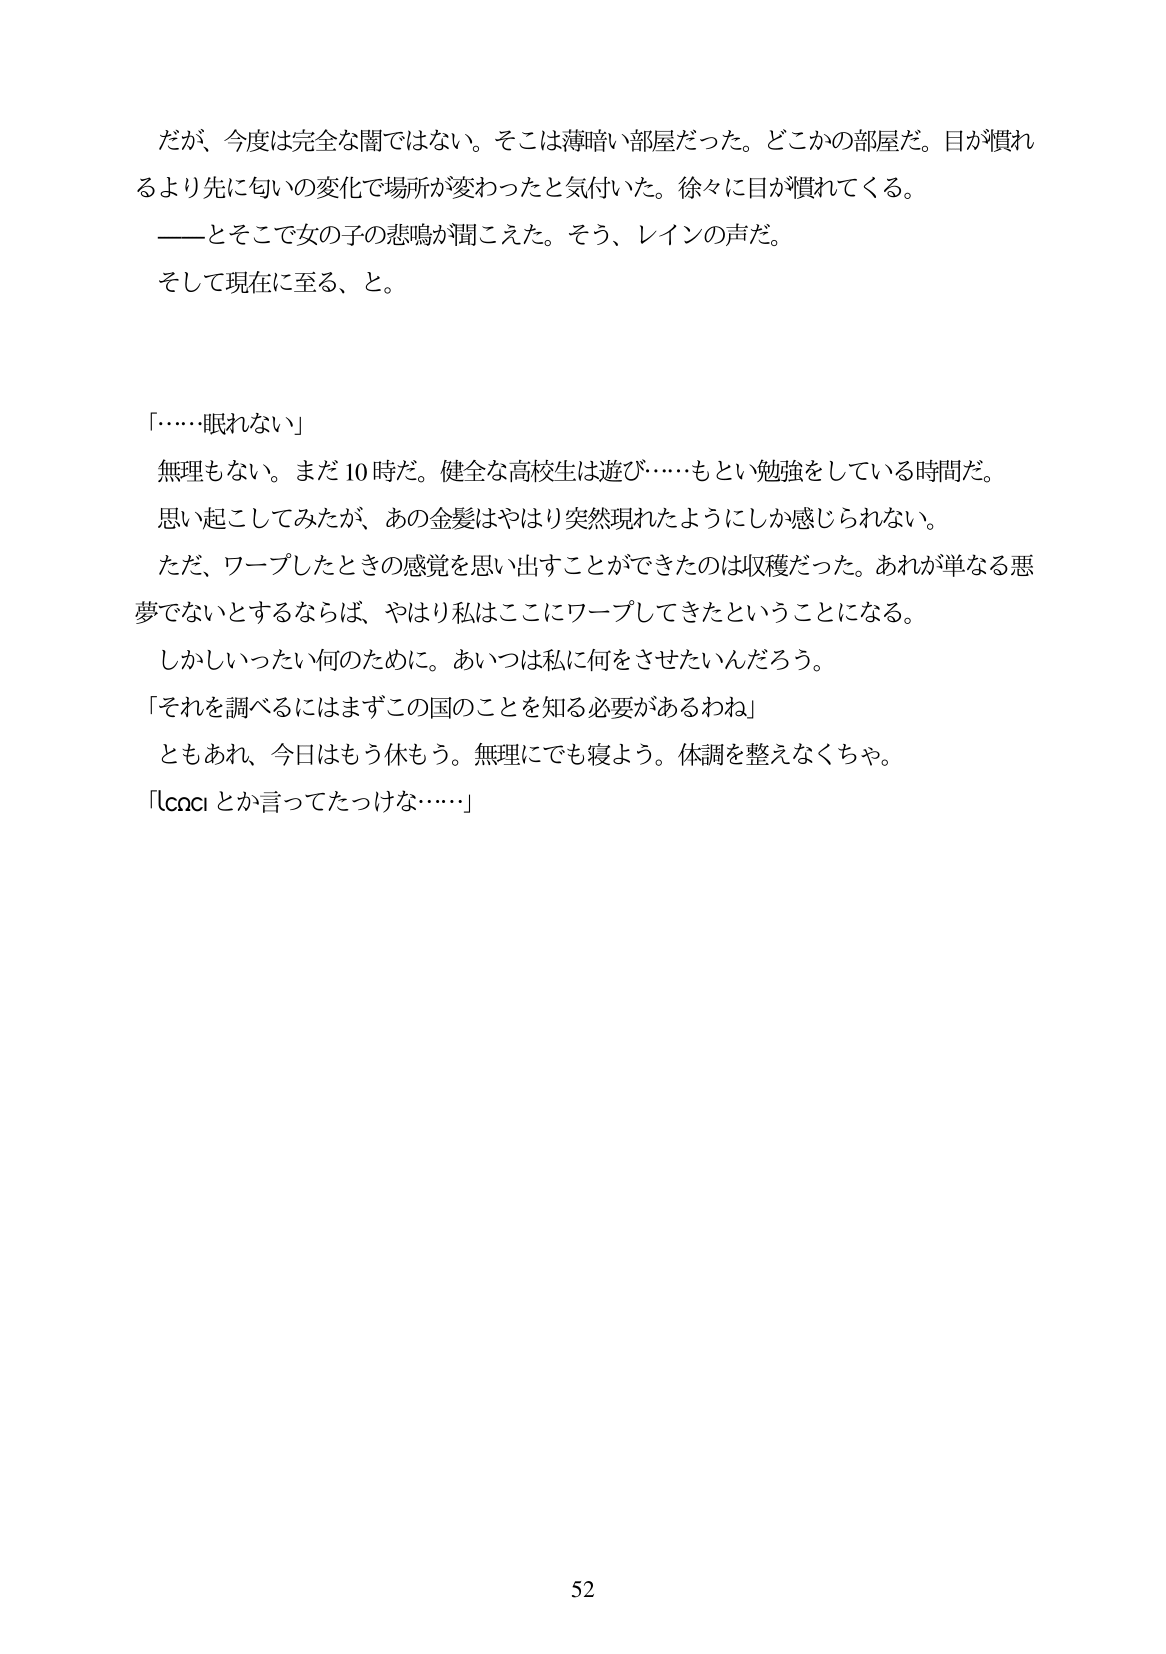 だが、今度は完全な闇ではない。そこは薄暗い部屋だった。どこかの部屋だ。目が慣れ
るより先に匂いの変化で場所が変わったと気付いた。徐々に目が慣れてくる。
――とそこで女の子の悲鳴が聞こえた。そう、レインの声だ。
そして現在に至る、と。
「……眠れない」
無理もない。まだ 10 時だ。健全な高校生は遊び……もとい勉強をしている時間だ。
思い起こしてみたが、あの金髪はやはり突然現れたようにしか感じられない。
ただ、ワープしたときの感覚を思い出すことができたのは収穫だった。あれが単なる悪
夢でないとするならば、やはり私はここにワープしてきたということになる。
しかしいったい何のために。あいつは私に何をさせたいんだろう。
「それを調べるにはまずこの国のことを知る必要があるわね」
ともあれ、今日はもう休もう。無理にでも寝よう。体調を整えなくちゃ。
「とか言ってたっけな……」
52